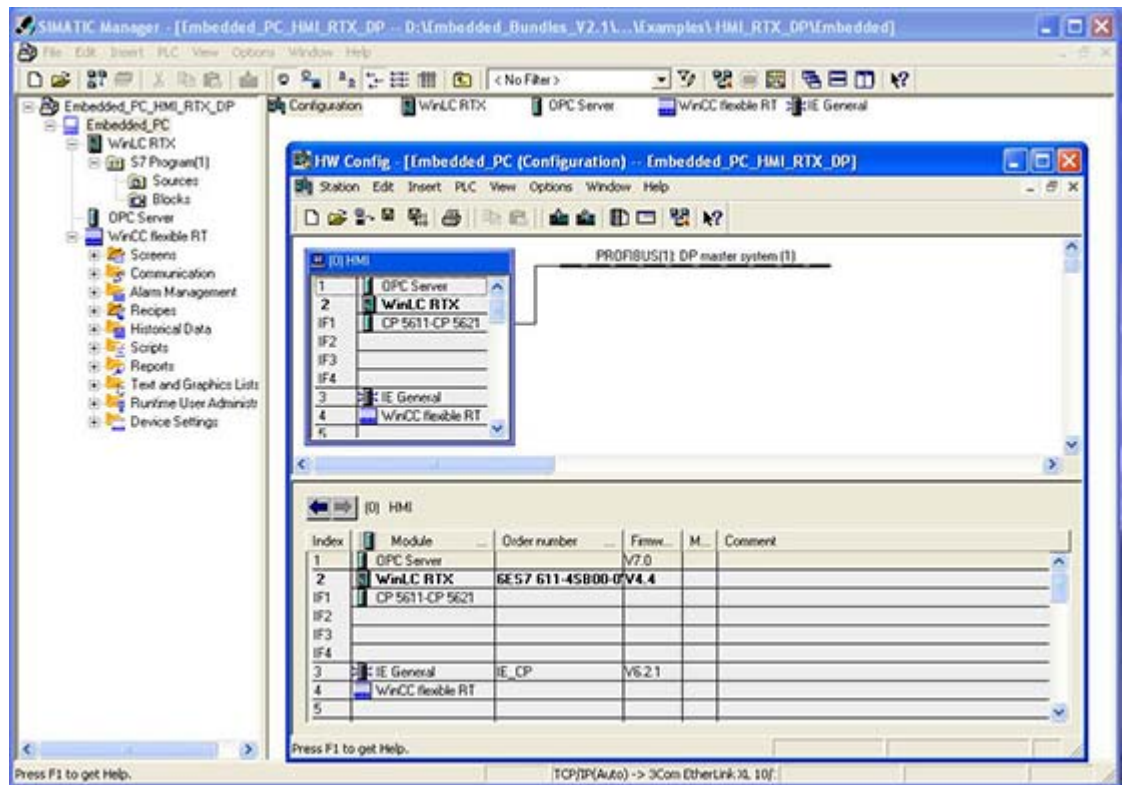 SIMATIC Manager - [Embedded_PC_HMI_RTX_DP -- D:\Embedded_Bundles_V2.1\...\Examples\HMI_RTX_DP\Embedded]
File Edit Insert PLC View Options Window Help
< No Filter >
Embedded_PC_HMI_RTX_DP
Embedded_PC
WinLC RTX
S7 Program(1)
Sources
Blocks
OPC Server
WinCC flexible RT
Screens
Communication
Alarm Management
Recipes
Historical Data
Scripts
Reports
Text and Graphics Lists
Runtime User Administr
Device Settings
Configuration WinLC RTX OPC Server WinCC flexible RT IE General
HW Config - [Embedded_PC (Configuration) -- Embedded_PC_HMI_RTX_DP]
Station Edit Insert PLC View Options Window Help
(0) HMI
1 OPC Server
2 WinLC RTX
IF1 CP 5611-CP 5621
IF2
IF3
IF4
3 IE General
4 WinCC flexible RT
5
PROFIBUS(1): DP master system (1)
(0) HMI
Index Module ... Order number ... Firmw... M... Comment
1 OPC Server V7.0
2 WinLC RTX 6ES7 611-4SB00-0 V4.4
IF1 CP 5611-CP 5621
IF2
IF3
IF4
3 IE General IE_CP V6.2.1
4 WinCC flexible RT
5
Press F1 to get Help.
Press F1 to get Help.
TCP/IP(Auto) -> 3Com EtherLink XL 10/